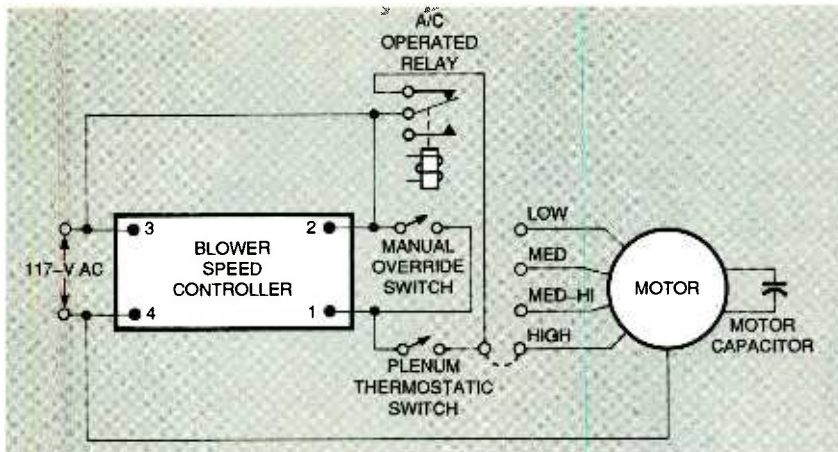 A/C
OPERATED
RELAY
3
2
BLOWER
SPEED
CONTROLLER
117-V AC
4
1
MANUAL
OVERRIDE
SWITCH
PLENUM
THERMOSTATIC
SWITCH
LOW
MED
MED-HI
HIGH
MOTOR
MOTOR
CAPACITOR